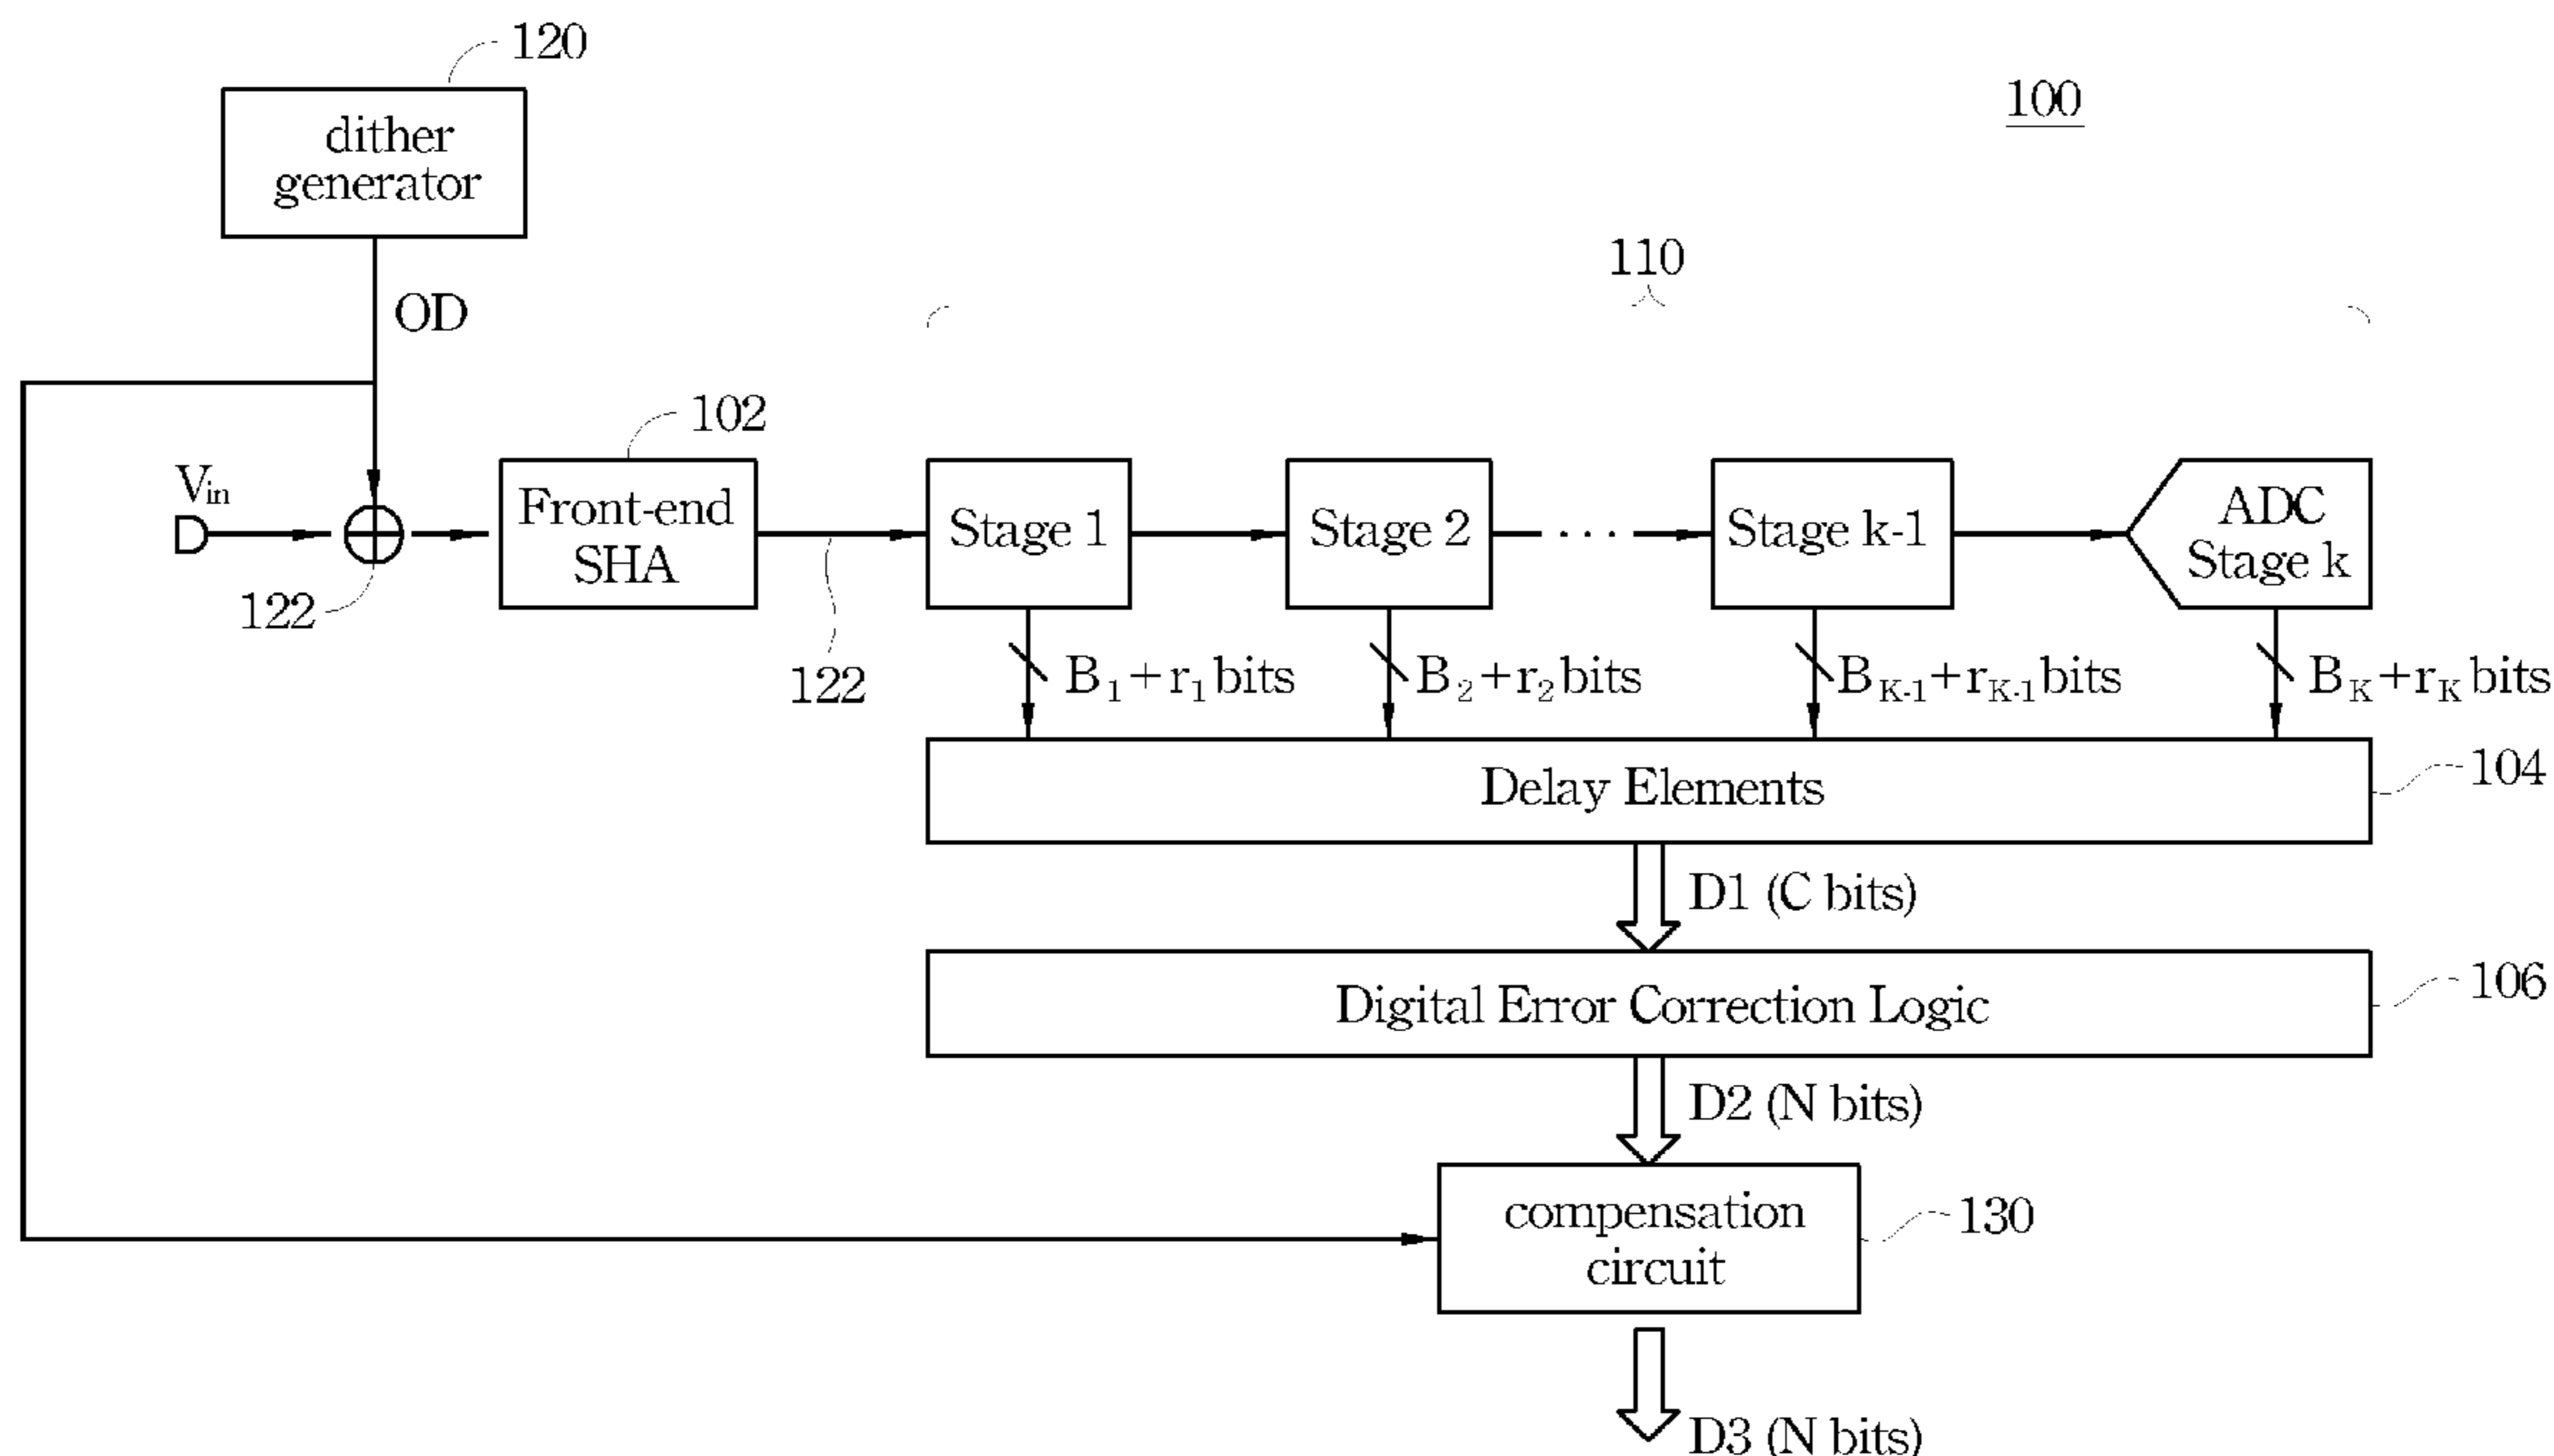 120
dither
generator
100
110
OD
102
Vin
Front-end
SHA
Stage 1
Stage 2
. . .
Stage k-1
ADC
Stage k
122
122
B1+r1 bits
B2+r2 bits
BK-1+rK-1 bits
BK+rK bits
Delay Elements
104
D1 (C bits)
Digital Error Correction Logic
106
D2 (N bits)
compensation
circuit
130
D3 (N bits)